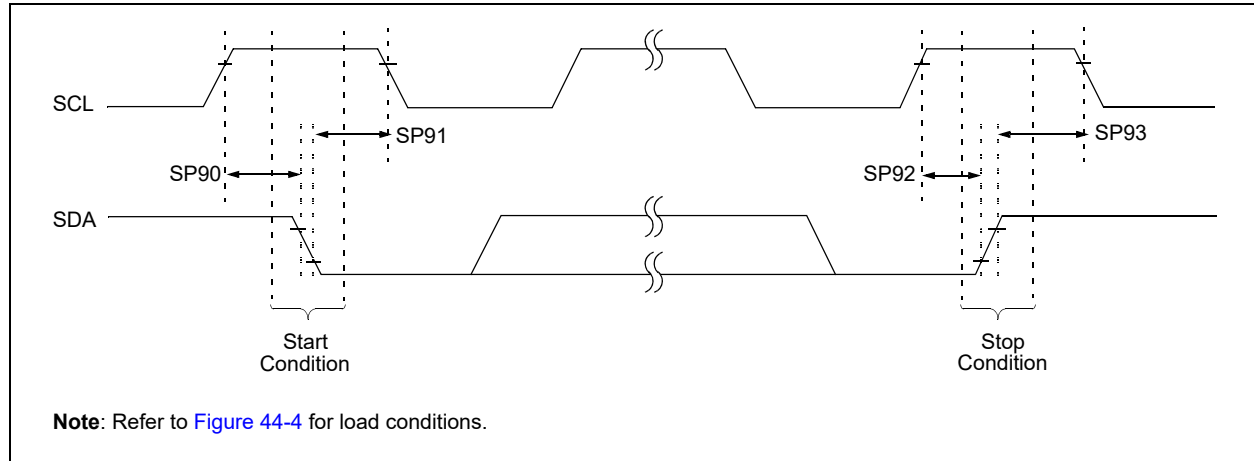 SCL
SP91
SP93
SP90
SP92
SDA
Start
Condition
Stop
Condition
Note: Refer to Figure 44-4 for load conditions.